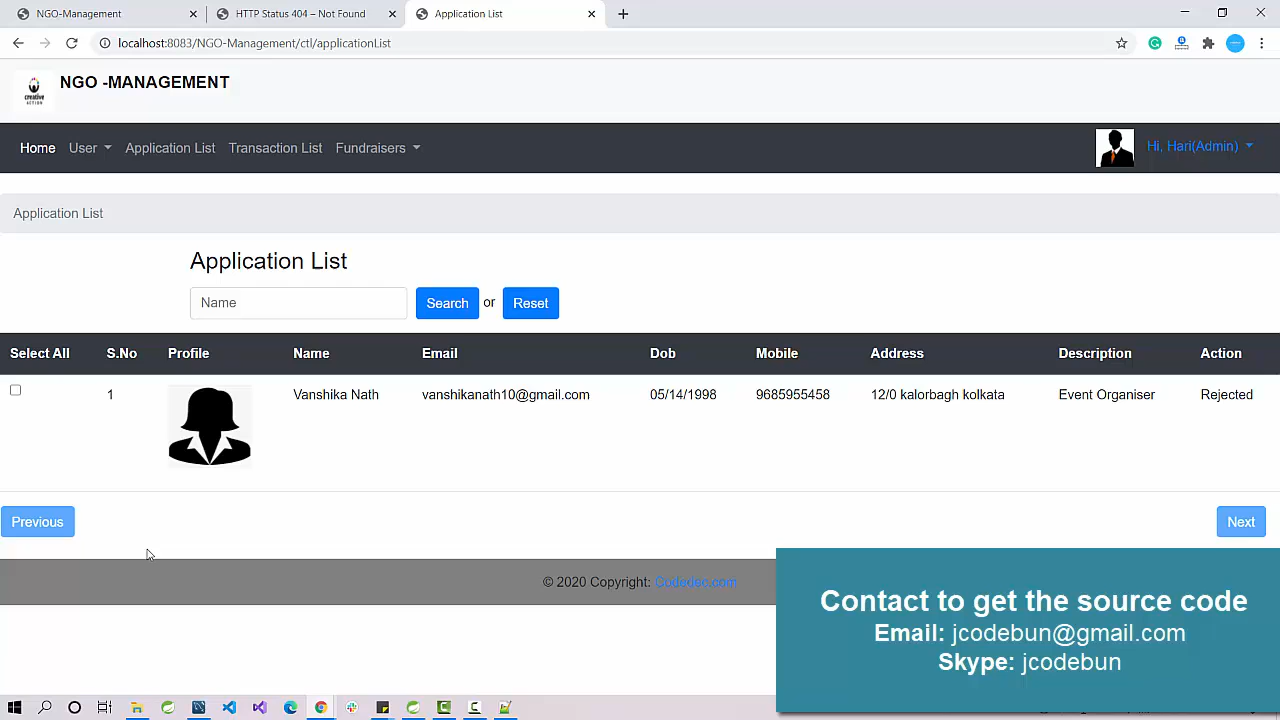 NGO-Management
HTTP Status 404 – Not Found
Application List
localhost:8083/NGO-Management/ctl/applicationList
creative
ACTION
NGO -MANAGEMENT
Home User Application List Transaction List Fundraisers
Hi, Hari(Admin)
Application List
Application List
Name Search or Reset
Select All S.No Profile Name Email Dob Mobile Address Description Action
1 Vanshika Nath vanshikanath10@gmail.com 05/14/1998 9685955458 12/0 kalorbagh kolkata Event Organiser Rejected
Previous Next
© 2020 Copyright: Codedec.com
Contact to get the source code
Email: jcodebun@gmail.com
Skype: jcodebun